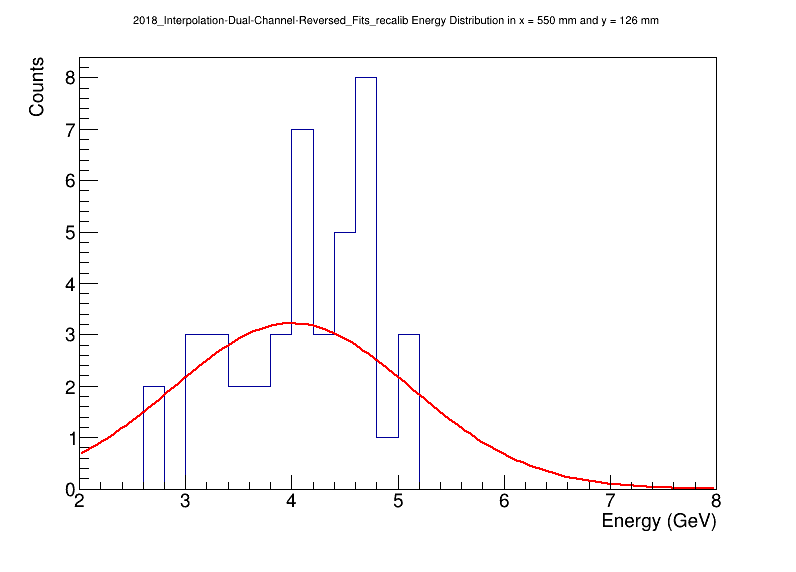 2018_Interpolation-Dual-Channel-Reversed_Fits_recalib Energy Distribution in x = 550 mm and y = 126 mm
Counts
8
7
6
5
4
3
2
1
0
2 3 4 5 6 7 8
Energy (GeV)